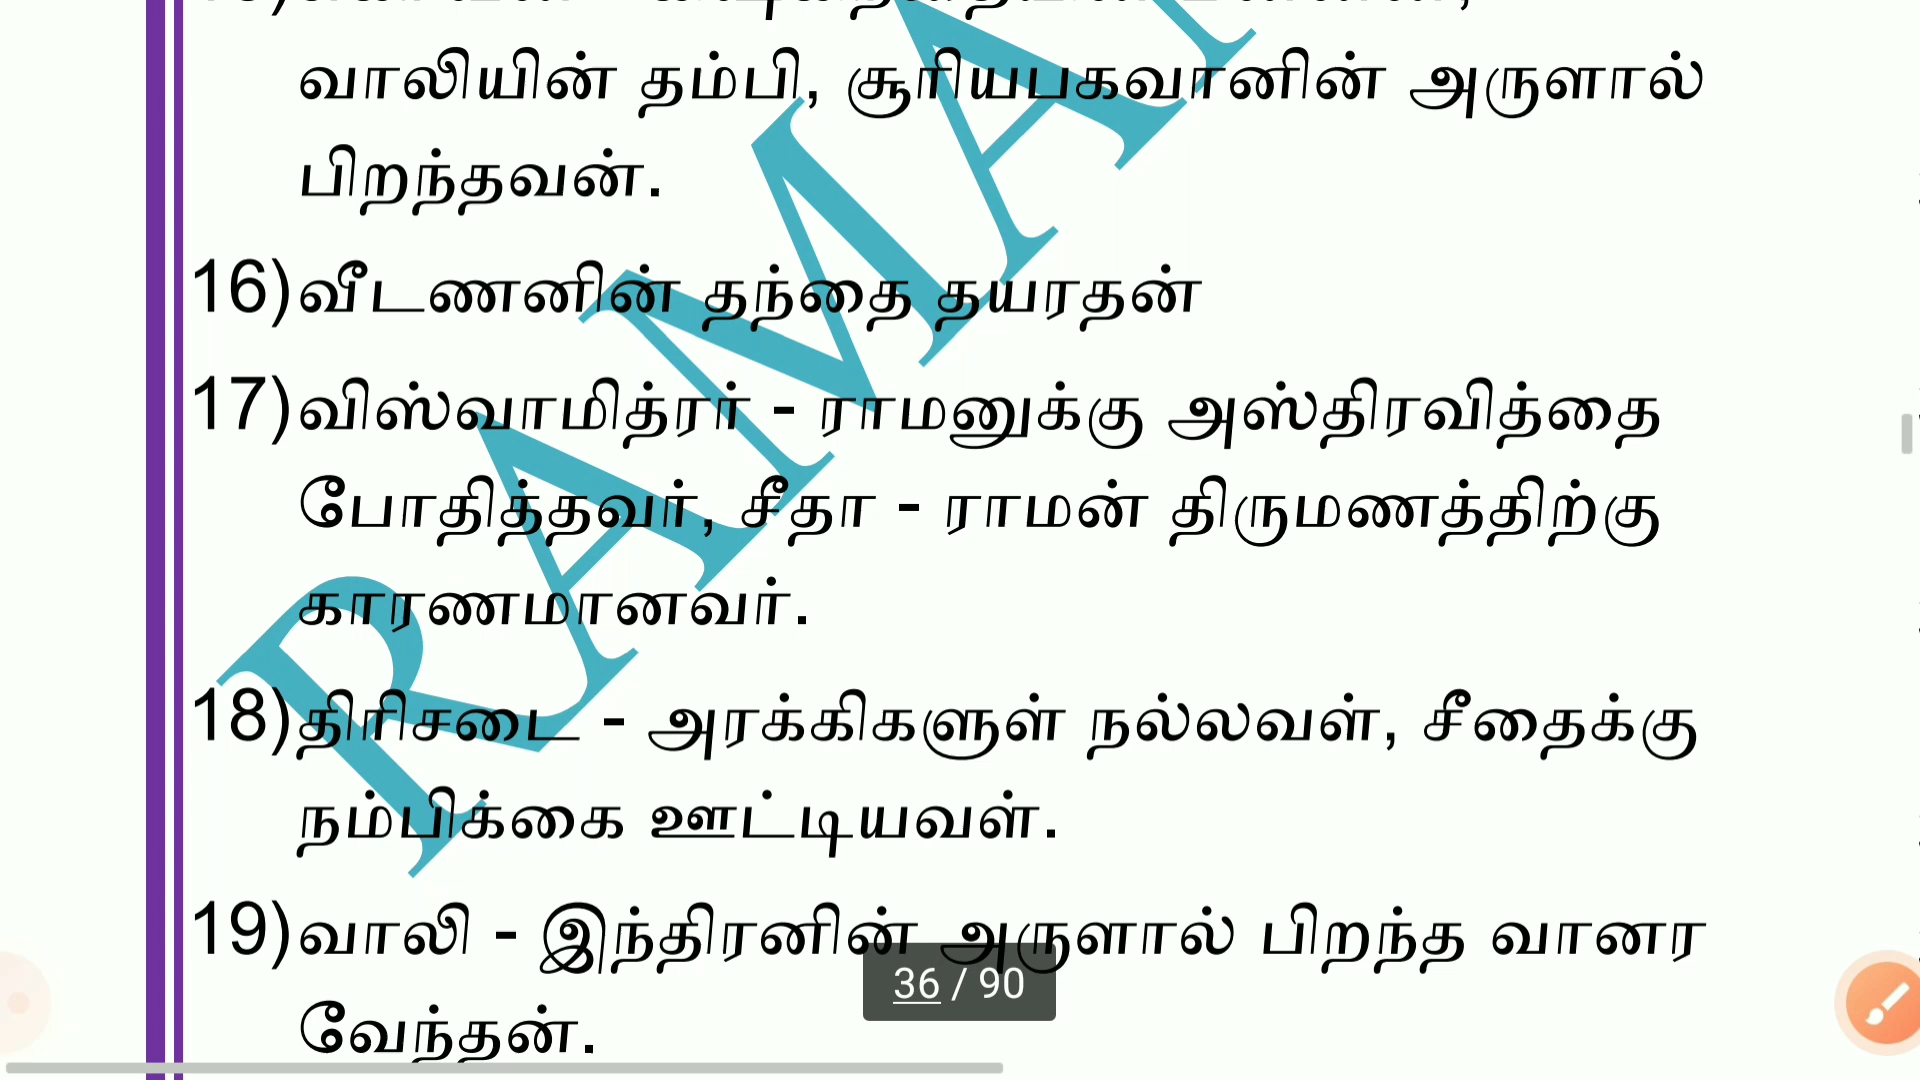 வாலியின் தம்பி, சூரியபகவானின் அருளால்
பிறந்தவன்.
16)வீடணனின் தந்தை தயரதன்
17)விஸ்வாமித்ரர் - ராமனுக்கு அஸ்திரவித்தை
போதித்தவர், சீதா - ராமன் திருமணத்திற்கு
காரணமானவர்.
18)திரிசடை - அரக்கிகளுள் நல்லவள், சீதைக்கு
நம்பிக்கை ஊட்டியவள்.
19)வாலி - இந்திரனின் அருளால் பிறந்த வானர
வேந்தன்.
36 / 90
RAMA